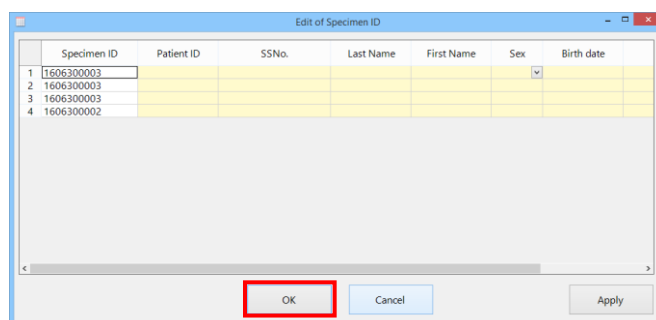 Edit of Specimen ID
Specimen ID Patient ID SSNo. Last Name First Name Sex Birth date
1 1606300003
2 1606300003
3 1606300003
4 1606300002
OK Cancel Apply